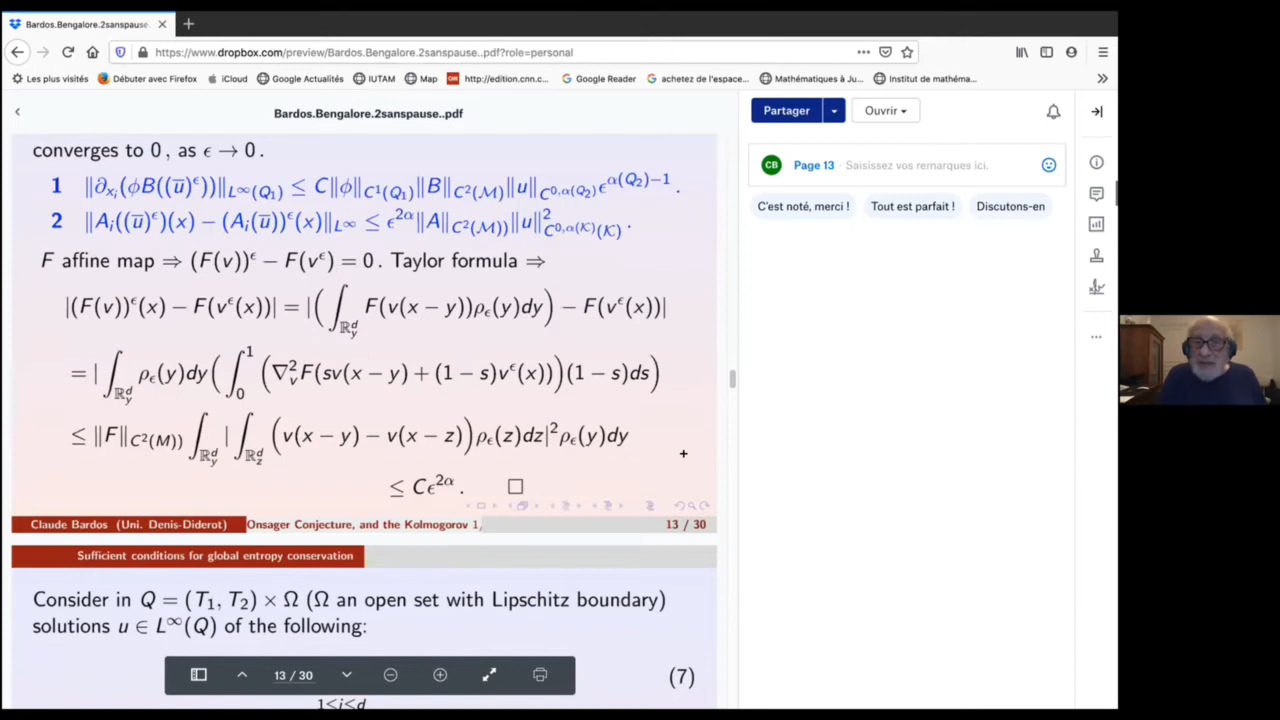 Bardos.Bengalore.2sanspause.
https://www.dropbox.com/preview/Bardos.Bengalore.2sanspause..pdf?role=personal
Les plus visités Débuter avec Firefox iCloud Google Actualités IUTAM Map http://edition.cnn.c... Google Reader achetez de l'espace... Mathématiques à Ju... Institut de mathéma...
Bardos.Bengalore.2sanspause..pdf
Partager Ouvrir
CB Page 13 Saisissez vos remarques ici.
C'est noté, merci ! Tout est parfait ! Discutons-en
converges to 0, as ϵ → 0.
1 ‖∂_{x_i}(ϕB((u̅)^ϵ))‖_{L^∞(Q_1)} ≤ C‖ϕ‖_{C^1(Q_1)}‖B‖_{C^2(M)}‖u‖_{C^{0,α}(Q_2)}ϵ^{α(Q_2)−1}.
2 ‖A_i((u̅)^ϵ)(x) − (A_i(u̅))^ϵ(x)‖_{L^∞} ≤ ϵ^{2α}‖A‖_{C^2(M))}‖u‖^2_{C^{0,α(K)}(K)}.
F affine map ⇒ (F(v))^ϵ − F(v^ϵ) = 0. Taylor formula ⇒
|(F(v))^ϵ(x) − F(v^ϵ(x))| = |(∫_{ℝ^d_y} F(v(x − y))ρ_ϵ(y)dy) − F(v^ϵ(x))|
= | ∫_{ℝ^d_y} ρ_ϵ(y)dy(∫_0^1 (∇^2_v F(sv(x − y) + (1 − s)v^ϵ(x)))(1 − s)ds)
≤ ‖F‖_{C^2(M))} ∫_{ℝ^d_y} | ∫_{ℝ^d_z} (v(x − y) − v(x − z))ρ_ϵ(z)dz|^2ρ_ϵ(y)dy
≤ Cϵ^{2α}. □
Claude Bardos (Uni. Denis-Diderot) Onsager Conjecture, and the Kolmogorov 1/ 13 / 30
Sufficient conditions for global entropy conservation
Consider in Q = (T_1, T_2) × Ω (Ω an open set with Lipschitz boundary)
solutions u ∈ L^∞(Q) of the following:
13 / 30
(7)
1≤i≤d